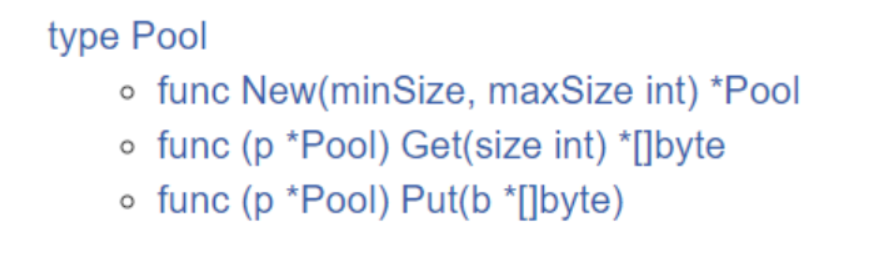 type Pool
func New(minSize, maxSize int) *Pool
func (p *Pool) Get(size int) *[]byte
func (p *Pool) Put(b *[]byte)